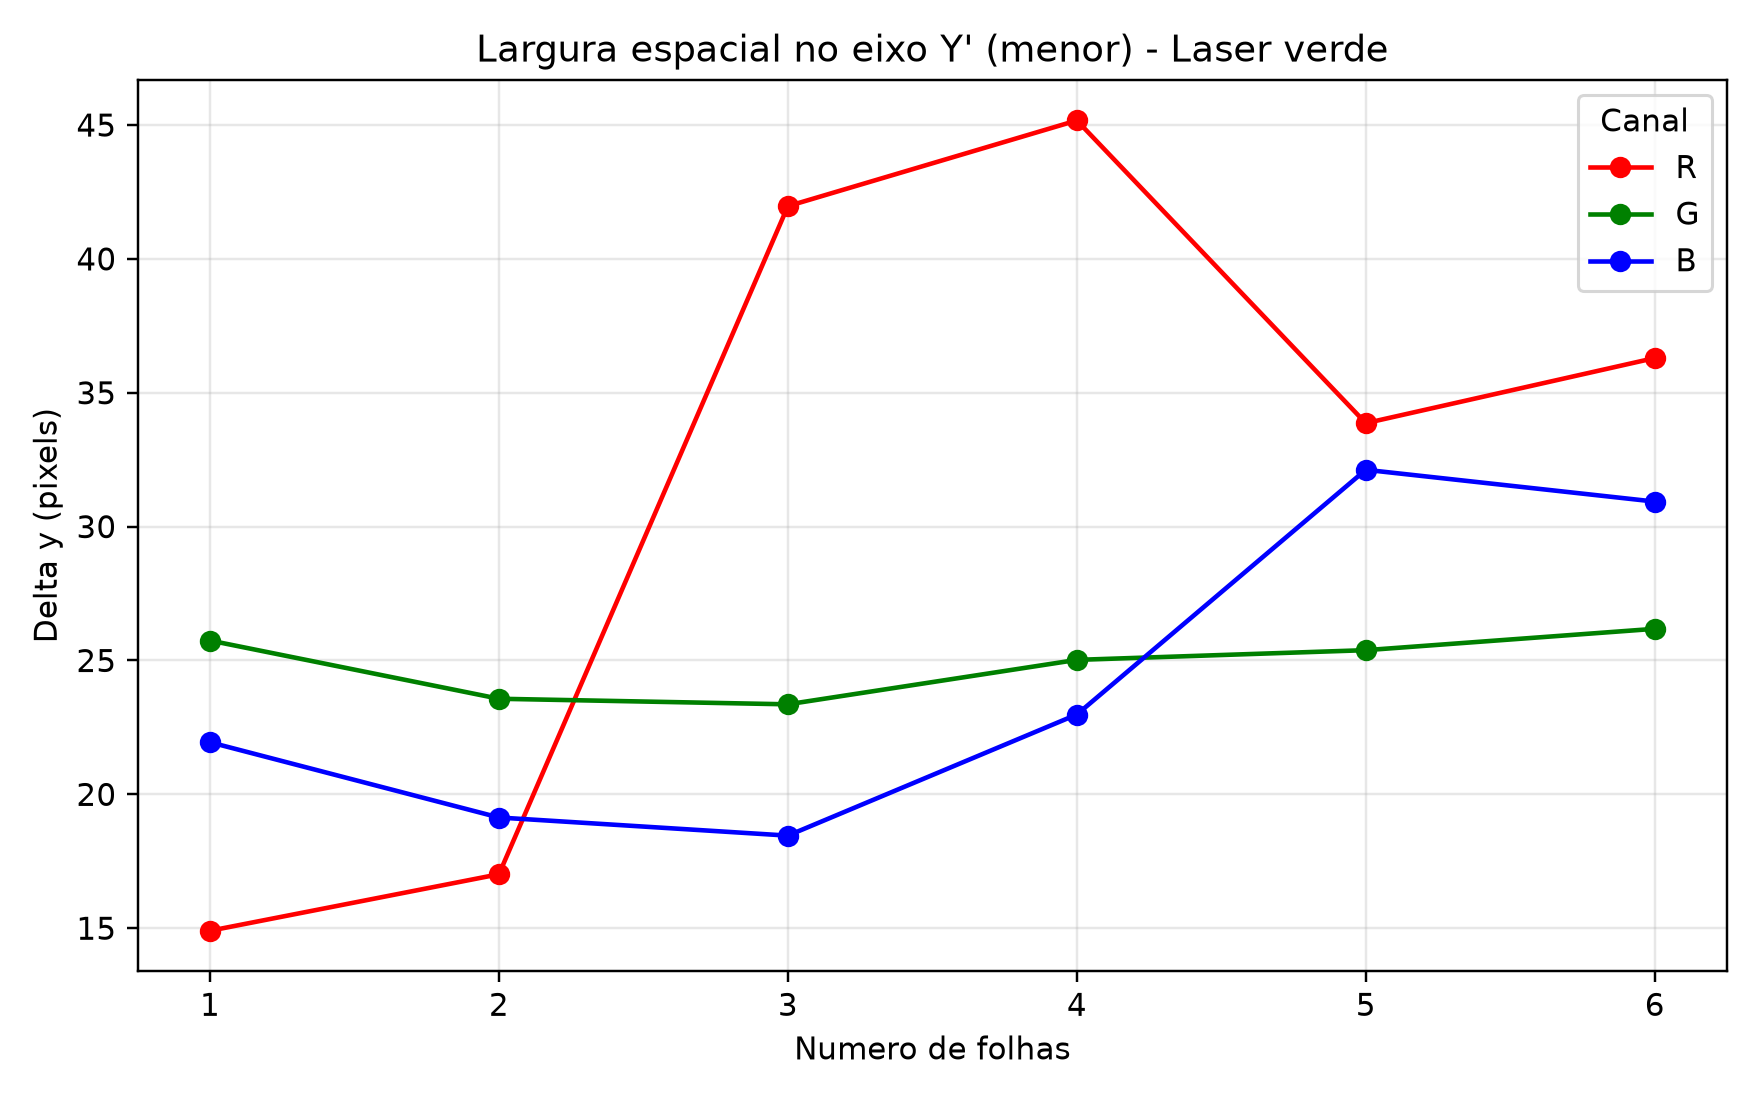 Largura espacial no eixo Y' (menor) - Laser verde
Canal
R
G
B
Delta y (pixels)
45
40
35
30
25
20
15
1 2 3 4 5 6
Numero de folhas